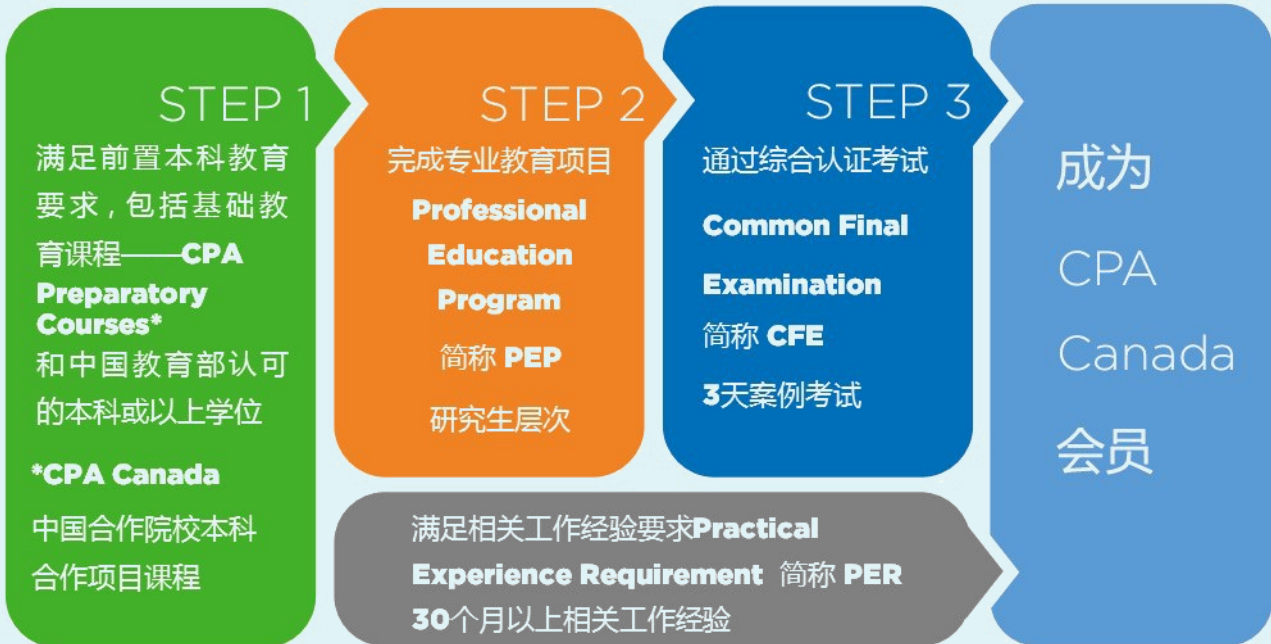 STEP 1
满足前置本科教育
要求，包括基础教
育课程——CPA
Preparatory
Courses*
和中国教育部认可
的本科或以上学位
*CPA Canada
中国合作院校本科
合作项目课程
STEP 2
完成专业教育项目
Professional
Education
Program
简称 PEP
研究生层次
STEP 3
通过综合认证考试
Common Final
Examination
简称 CFE
3天案例考试
满足相关工作经验要求Practical
Experience Requirement 简称 PER
30个月以上相关工作经验
成为
CPA
Canada
会员